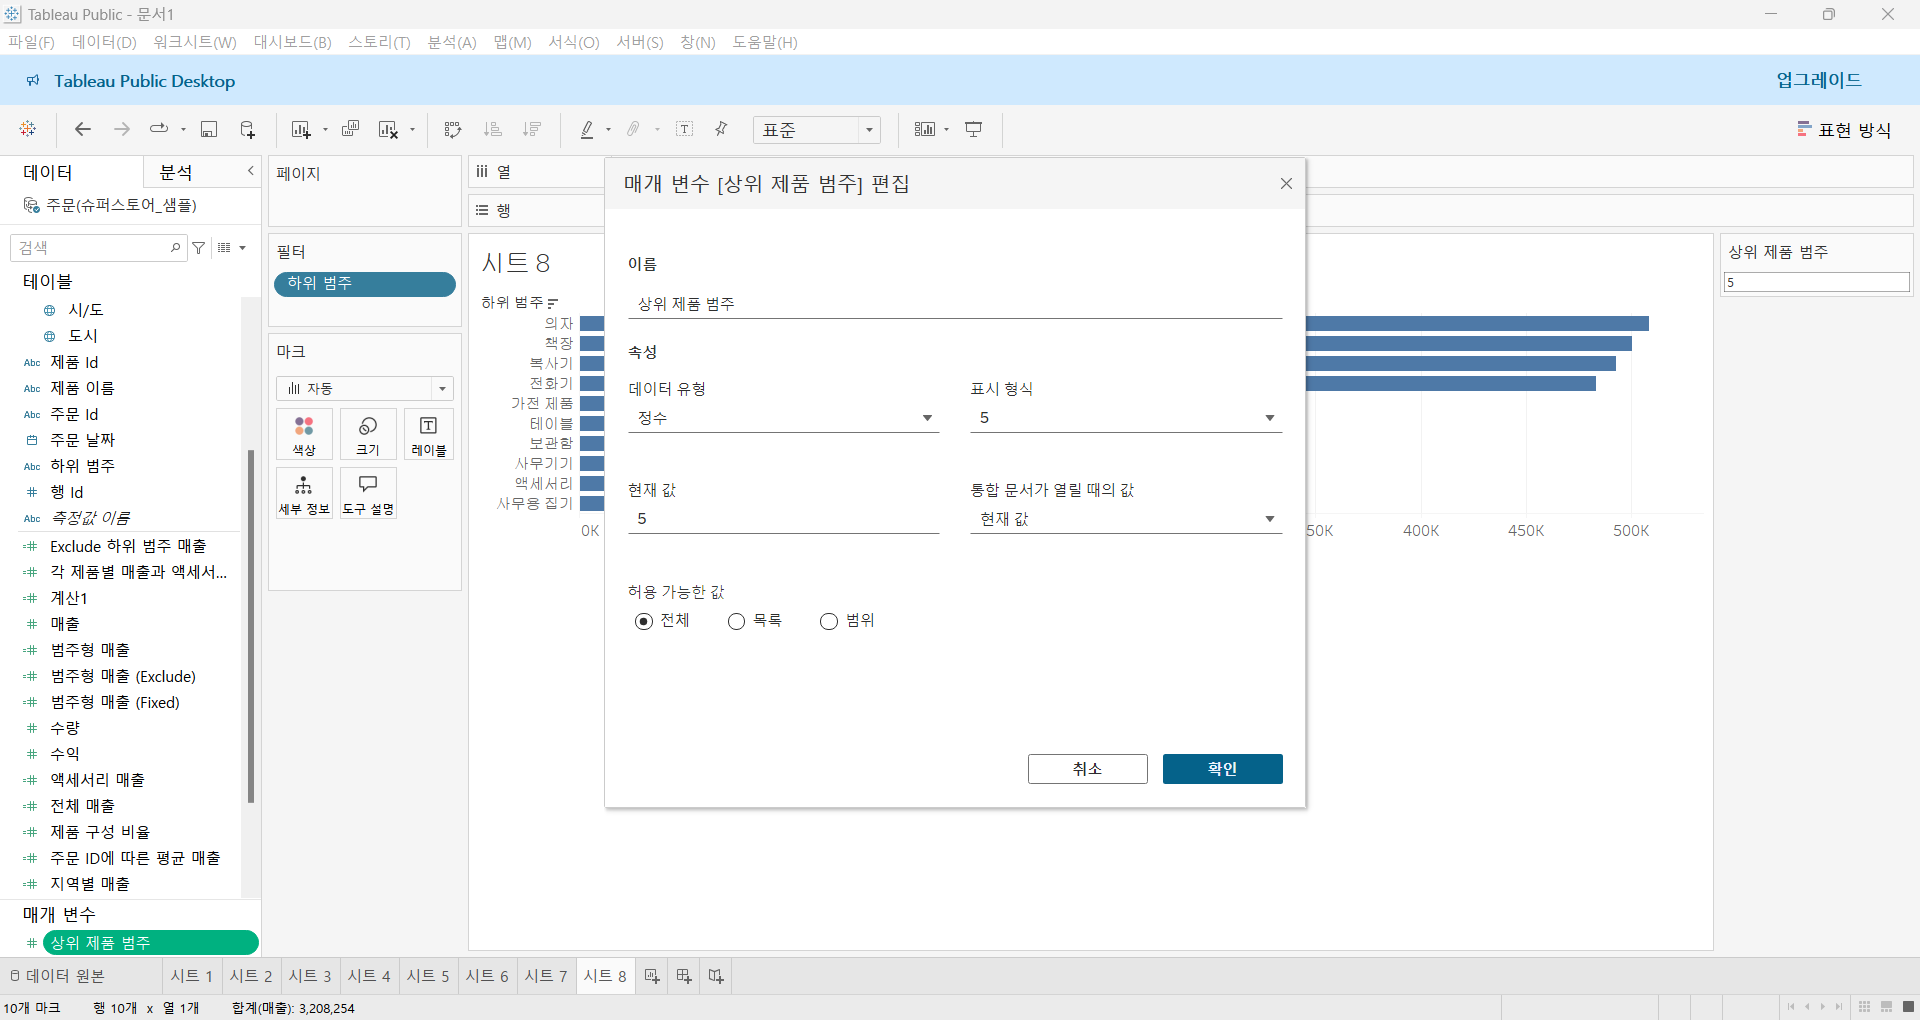 Tableau Public - 문서1
파일(F) 데이터(D) 워크시트(W) 대시보드(B) 스토리(T) 분석(A) 맵(M) 서식(O) 서버(S) 창(N) 도움말(H)
Tableau Public Desktop 업그레이드
표준
표현 방식
데이터 분석
주문(슈퍼스토어_샘플)
검색
테이블
시/도
도시
Abc 제품 Id
Abc 제품 이름
Abc 주문 Id
주문 날짜
Abc 하위 범주
행 Id
Abc 측정값 이름
Exclude 하위 범주 매출
각 제품별 매출과 액세서...
계산1
매출
범주형 매출
범주형 매출 (Exclude)
범주형 매출 (Fixed)
수량
수익
액세서리 매출
전체 매출
제품 구성 비율
주문 ID에 따른 평균 매출
지역별 매출
매개 변수
상위 제품 범주
페이지
필터
하위 범주
마크
자동
색상 크기 레이블
세부 정보 도구 설명
열
행
시트 8
하위 범주
의자
책장
복사기
전화기
가전 제품
테이블
보관함
사무기기
액세서리
사무용 집기
0K 50K 400K 450K 500K
매개 변수 [상위 제품 범주] 편집
이름
상위 제품 범주
속성
데이터 유형 표시 형식
정수 5
현재 값 통합 문서가 열릴 때의 값
5 현재 값
허용 가능한 값
전체 목록 범위
취소 확인
상위 제품 범주
5
데이터 원본 시트 1 시트 2 시트 3 시트 4 시트 5 시트 6 시트 7 시트 8
10개 마크 행 10개 x 열 1개 합계(매출): 3,208,254